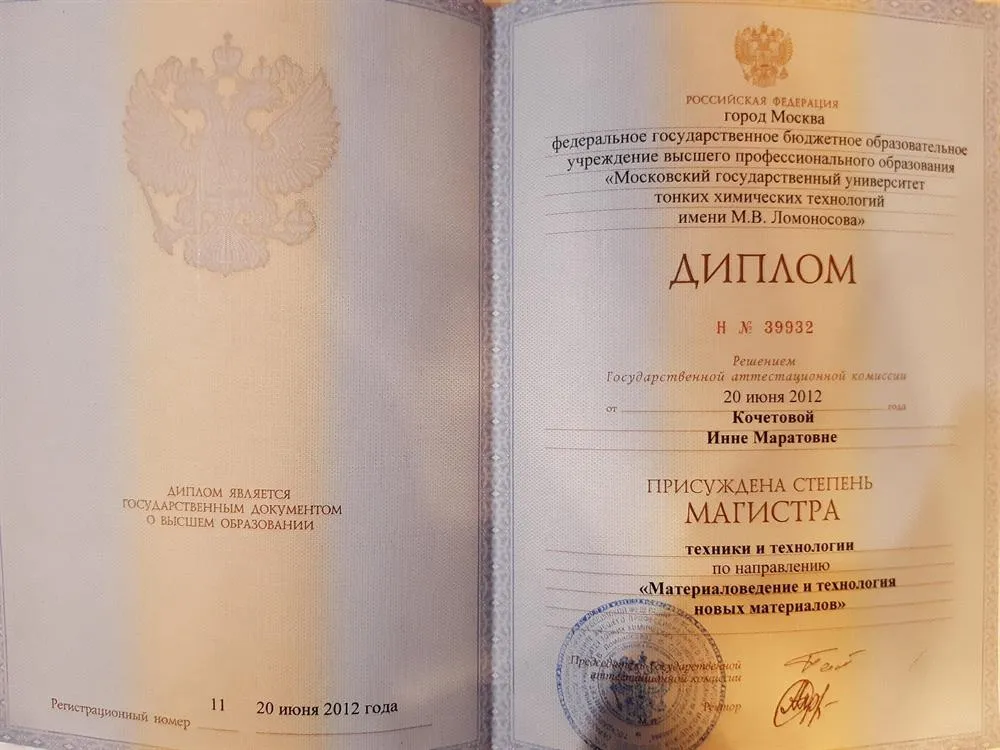 ДИПЛОМ ЯВЛЯЕТСЯ
ГОСУДАРСТВЕННЫМ ДОКУМЕНТОМ
О ВЫСШЕМ ОБРАЗОВАНИИ
Регистрационный номер 11 20 июня 2012 года
РОССИЙСКАЯ ФЕДЕРАЦИЯ
город Москва
федеральное государственное бюджетное образовательное
учреждение высшего профессионального образования
«Московский государственный университет
тонких химических технологий
имени М.В. Ломоносова»
ДИПЛОМ
Н № 39932
Решением
Государственной аттестационной комиссии
от 20 июня 2012 года
Кочетовой
Инне Маратовне
ПРИСУЖДЕНА СТЕПЕНЬ
МАГИСТРА
техники и технологии
по направлению
«Материаловедение и технология
новых материалов»
Председатель Государственной
аттестационной комиссии
Ректор